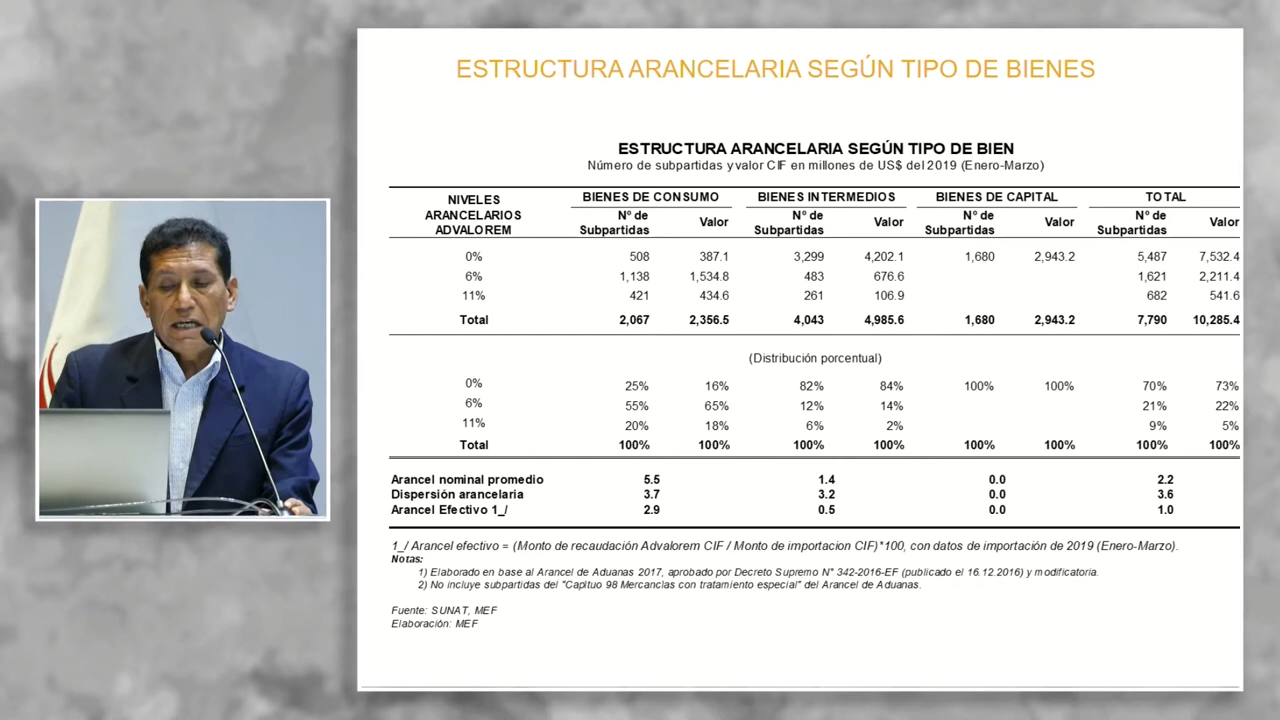 ESTRUCTURA ARANCELARIA SEGÚN TIPO DE BIENES
ESTRUCTURA ARANCELARIA SEGÚN TIPO DE BIEN
Número de subpartidas y valor CIF en millones de US$ del 2019 (Enero-Marzo)
NIVELES ARANCELARIOS ADVALOREM BIENES DE CONSUMO BIENES INTERMEDIOS BIENES DE CAPITAL TOTAL
Nº de Subpartidas Valor Nº de Subpartidas Valor Nº de Subpartidas Valor Nº de Subpartidas Valor
0% 508 387.1 3,299 4,202.1 1,680 2,943.2 5,487 7,532.4
6% 1,138 1,534.8 483 676.6 1,621 2,211.4
11% 421 434.6 261 106.9 682 541.6
Total 2,067 2,356.5 4,043 4,985.6 1,680 2,943.2 7,790 10,285.4
(Distribución porcentual)
0% 25% 16% 82% 84% 100% 100% 70% 73%
6% 55% 65% 12% 14% 21% 22%
11% 20% 18% 6% 2% 9% 5%
Total 100% 100% 100% 100% 100% 100% 100% 100%
Arancel nominal promedio 5.5 1.4 0.0 2.2
Dispersión arancelaria 3.7 3.2 0.0 3.6
Arancel Efectivo 1_/ 2.9 0.5 0.0 1.0
1_/ Arancel efectivo = (Monto de recaudación Advalorem CIF / Monto de importacion CIF)*100, con datos de importación de 2019 (Enero-Marzo).
Notas:
1) Elaborado en base al Arancel de Aduanas 2017, aprobado por Decreto Supremo N° 342-2016-EF (publicado el 16.12.2016) y modificatoria.
2) No incluye subpartidas del "Capítuo 98 Mercancías con tratamiento especial" del Arancel de Aduanas.
Fuente: SUNAT, MEF
Elaboración: MEF